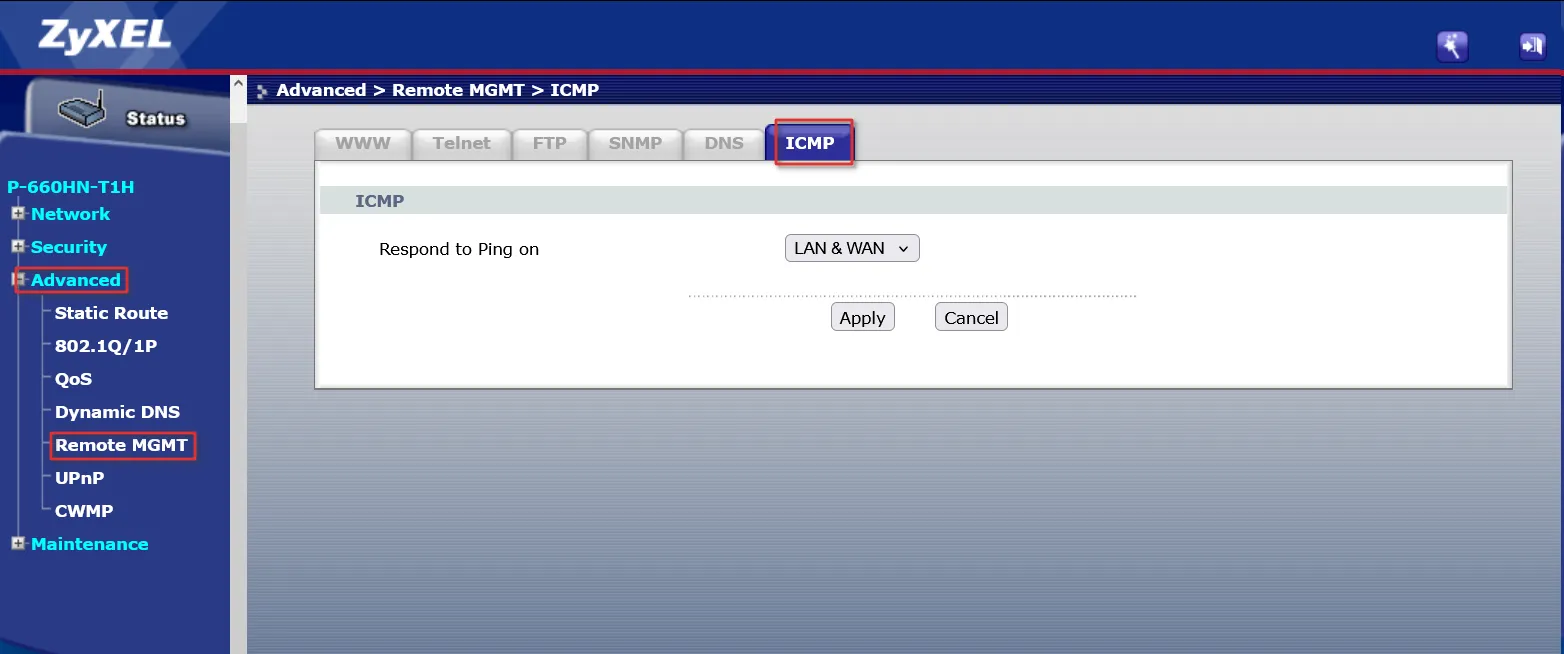 ZyXEL
Status
P-660HN-T1H
Network
Security
Advanced
Static Route
802.1Q/1P
QoS
Dynamic DNS
Remote MGMT
UPnP
CWMP
Maintenance
Advanced > Remote MGMT > ICMP
WWW Telnet FTP SNMP DNS ICMP
ICMP
Respond to Ping on LAN & WAN
Apply Cancel